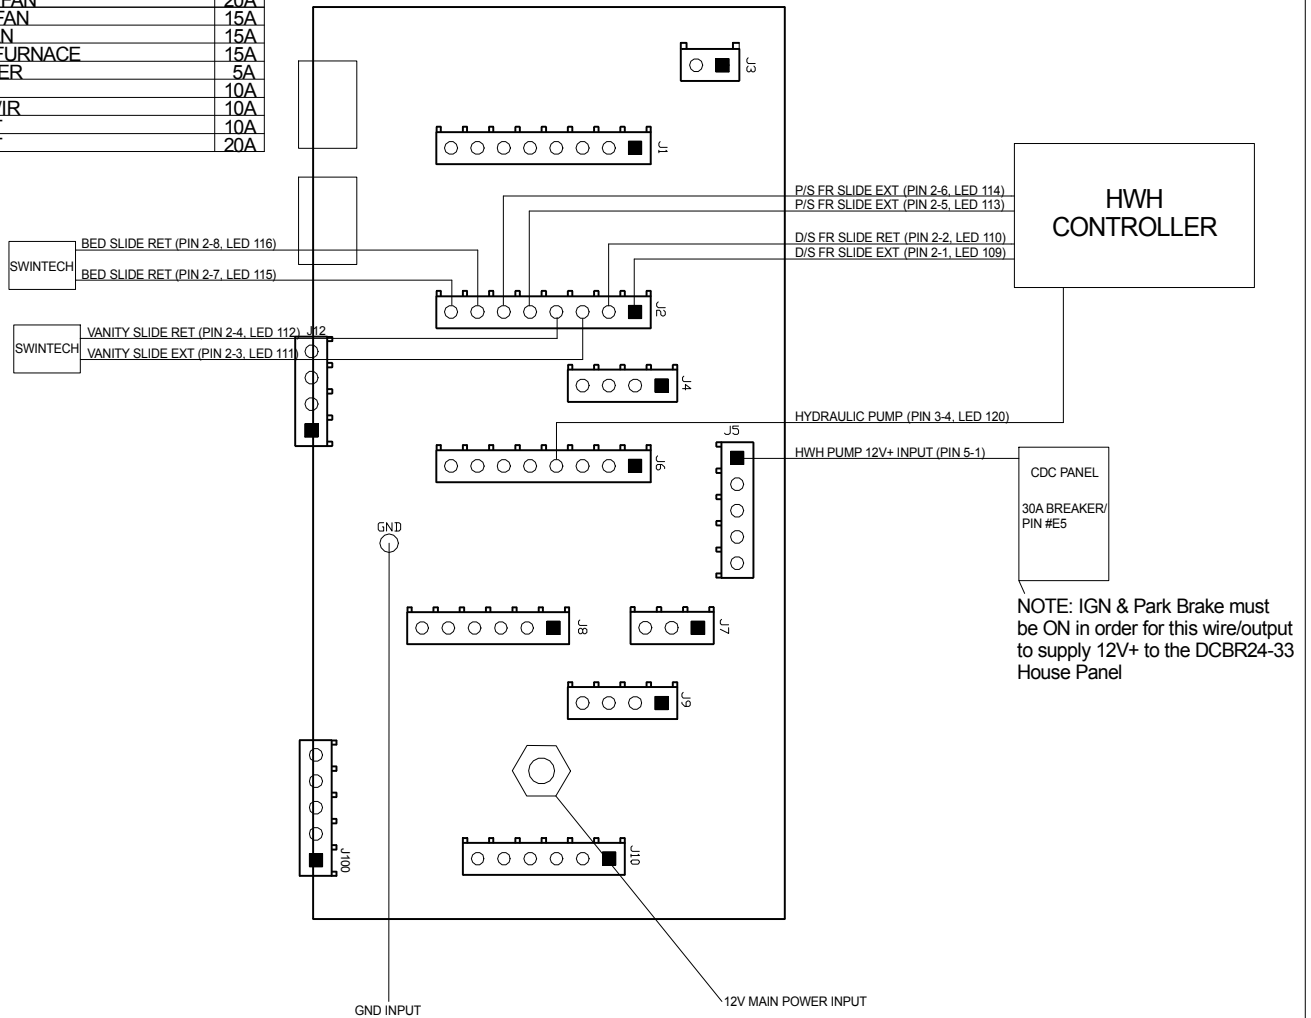 FAN 20A
FAN 15A
15A
FURNACE 15A
5A
10A
10A
10A
20A
J3
J1
P/S FR SLIDE EXT (PIN 2-6, LED 114)
P/S FR SLIDE EXT (PIN 2-5, LED 113)
D/S FR SLIDE RET (PIN 2-2, LED 110)
D/S FR SLIDE EXT (PIN 2-1, LED 109)
HWH
CONTROLLER
SWINTECH
BED SLIDE RET (PIN 2-8, LED 116)
BED SLIDE RET (PIN 2-7, LED 115)
J2
SWINTECH
VANITY SLIDE RET (PIN 2-4, LED 112)
VANITY SLIDE EXT (PIN 2-3, LED 111)
J12
J4
HYDRAULIC PUMP (PIN 3-4, LED 120)
J5
HWH PUMP 12V+ INPUT (PIN 5-1)
J6
CDC PANEL
30A BREAKER/
PIN #E5
GND
NOTE: IGN & Park Brake must
be ON in order for this wire/output
to supply 12V+ to the DCBR24-33
House Panel
J8
J7
J9
J100
J10
GND INPUT
12V MAIN POWER INPUT